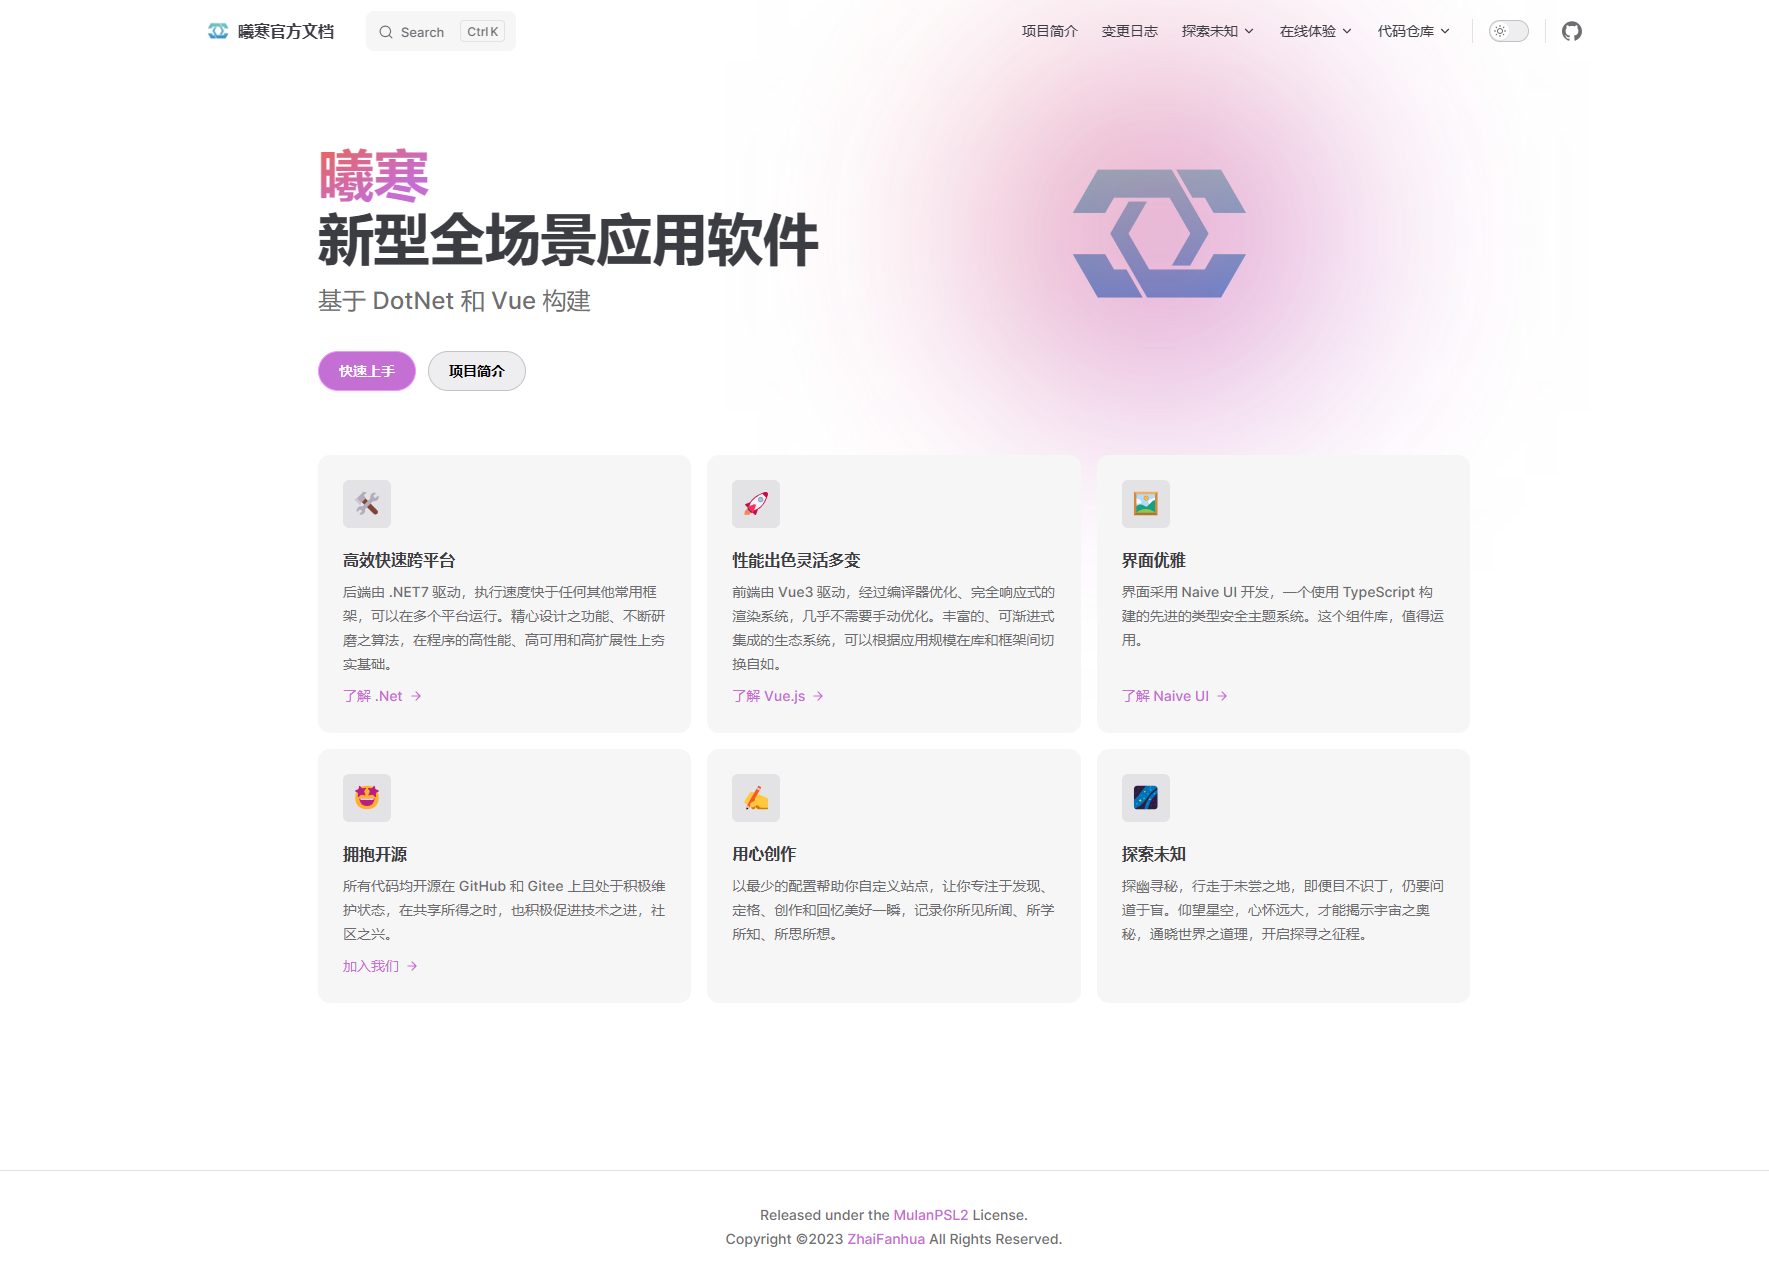 曦寒官方文档
Search
Ctrl K
项目简介
变更日志
探索未知
在线体验
代码仓库
曦寒
新型全场景应用软件
基于 DotNet 和 Vue 构建
快速上手
项目简介
高效快速跨平台
后端由 .NET7 驱动，执行速度快于任何其他常用框
架，可以在多个平台运行。精心设计之功能、不断研
磨之算法，在程序的高性能、高可用和高扩展性上夯
实基础。
了解 .Net
性能出色灵活多变
前端由 Vue3 驱动，经过编译器优化、完全响应式的
渲染系统，几乎不需要手动优化。丰富的、可渐进式
集成的生态系统，可以根据应用规模在库和框架间切
换自如。
了解 Vue.js
界面优雅
界面采用 Naive UI 开发，一个使用 TypeScript 构
建的先进的类型安全主题系统。这个组件库，值得运
用。
了解 Naive UI
拥抱开源
所有代码均开源在 GitHub 和 Gitee 上且处于积极维
护状态，在共享所得之时，也积极促进技术之进，社
区之兴。
加入我们
用心创作
以最少的配置帮助你自定义站点，让你专注于发现、
定格、创作和回忆美好一瞬，记录你所见所闻、所学
所知、所思所想。
探索未知
探幽寻秘，行走于未尝之地，即便目不识丁，仍要问
道于盲。仰望星空，心怀远大，才能揭示宇宙之奥
秘，通晓世界之道理，开启探寻之征程。
Released under the MulanPSL2 License.
Copyright ©2023 ZhaiFanhua All Rights Reserved.